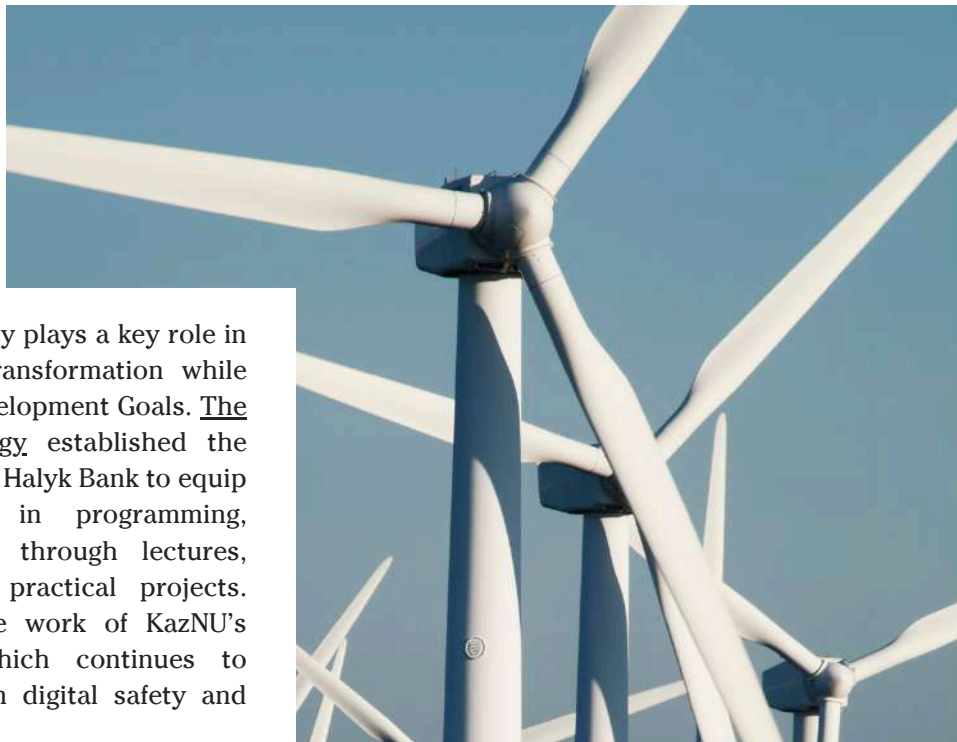 y plays a key role in
ransformation while
elopment Goals. The
gy established the
Halyk Bank to equip
in programming,
through lectures,
practical projects.
e work of KazNU's
hich continues to
n digital safety and